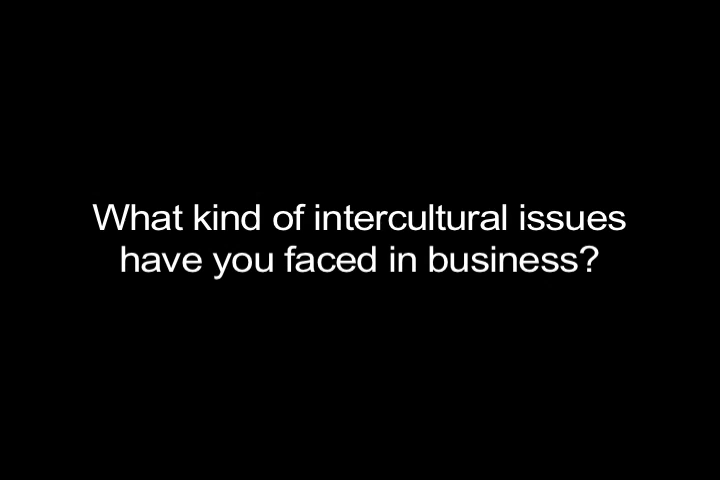 What kind of intercultural issues
have you faced in business?